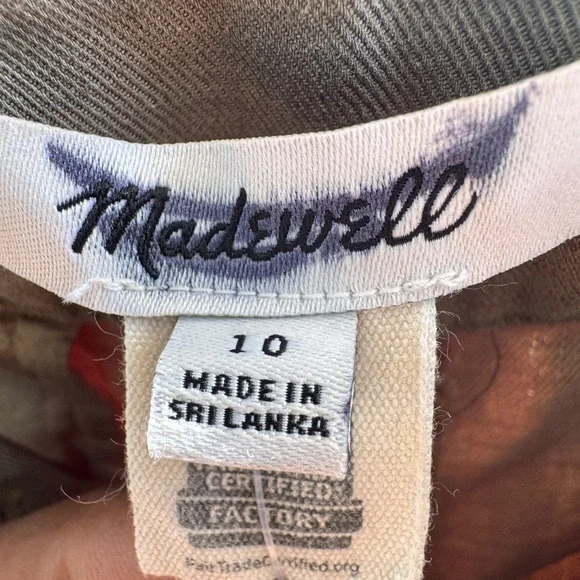 Madewell
10
MADE IN
SRI LANKA
CERTIFIED
FACTORY
FairTradeCertified.org